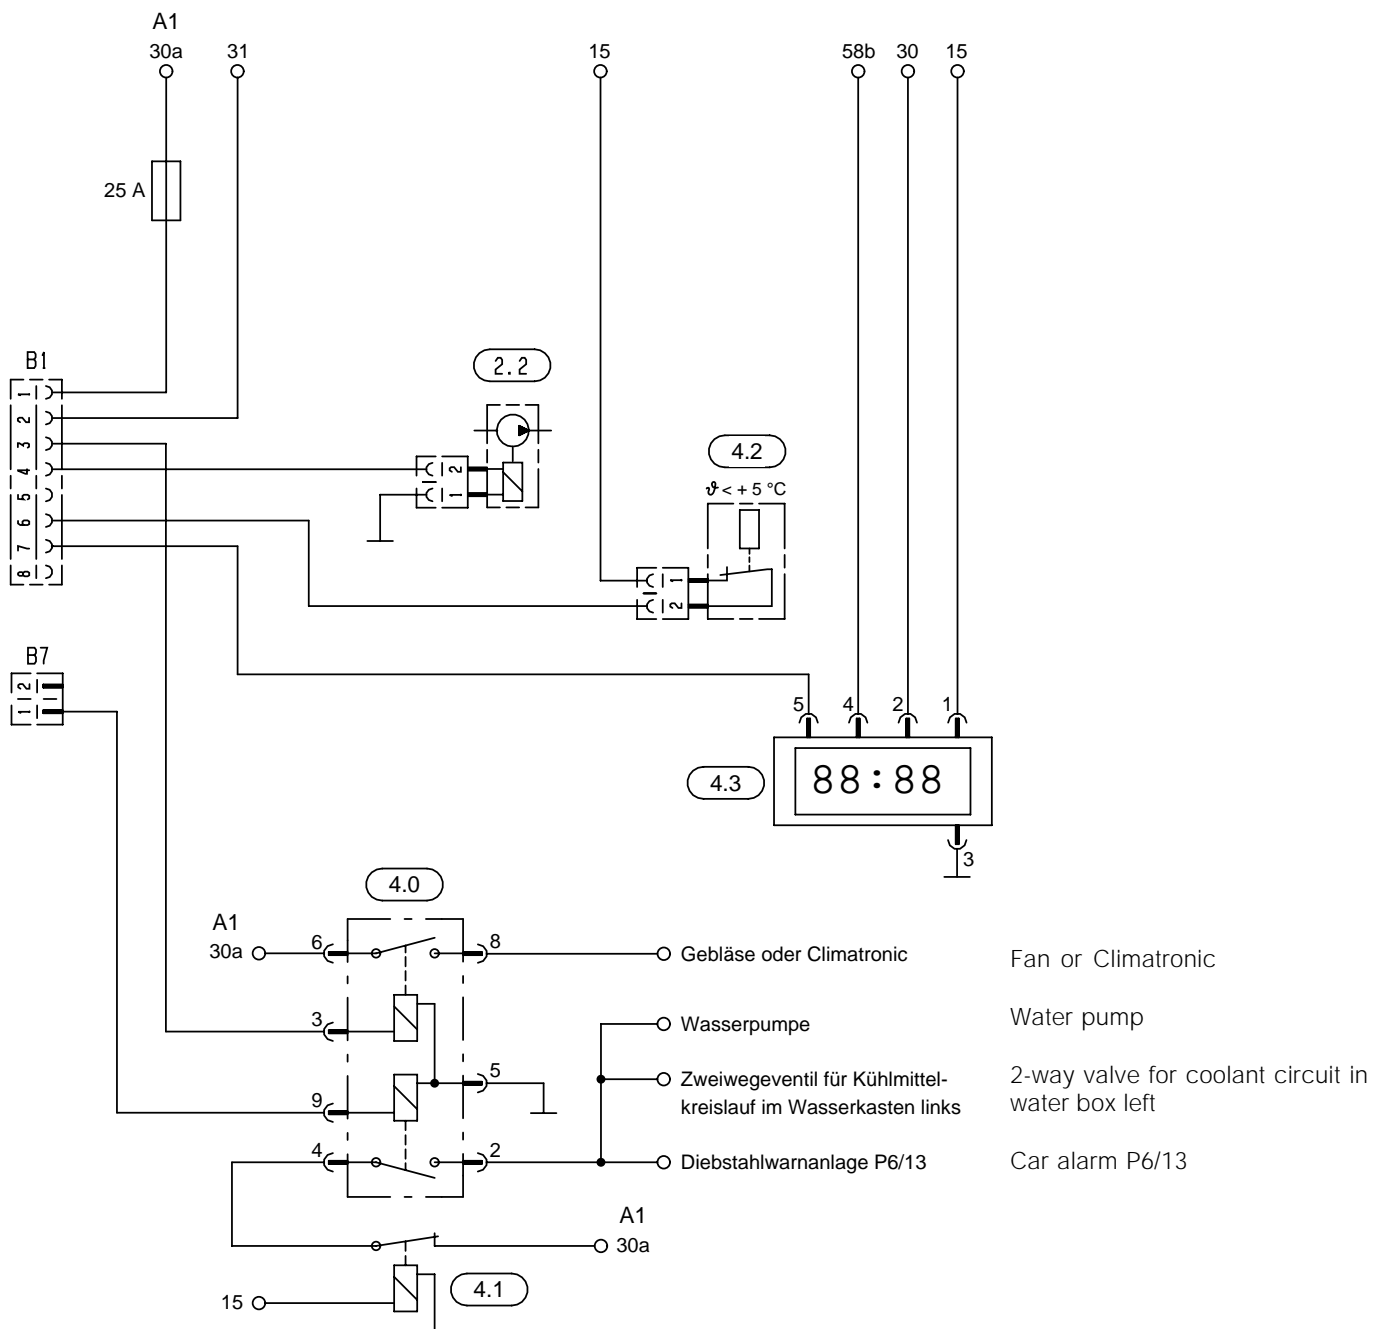 A1
30a 31 15 58b 30 15
25 A
B1
1
2
3
4
5
6
7
8
2.2
2
1
4.2
ϑ < + 5 °C
1
2
B7
2
1
5 4 2 1
4.3
88:88
3
4.0
A1
30a 6 8 Gebläse oder Climatronic Fan or Climatronic
3 Wasserpumpe Water pump
5 Zweiwegeventil für Kühlmittel- 2-way valve for coolant circuit in
9 kreislauf im Wasserkasten links water box left
4 2 Diebstahlwarnanlage P6/13 Car alarm P6/13
A1
30a
4.1
15